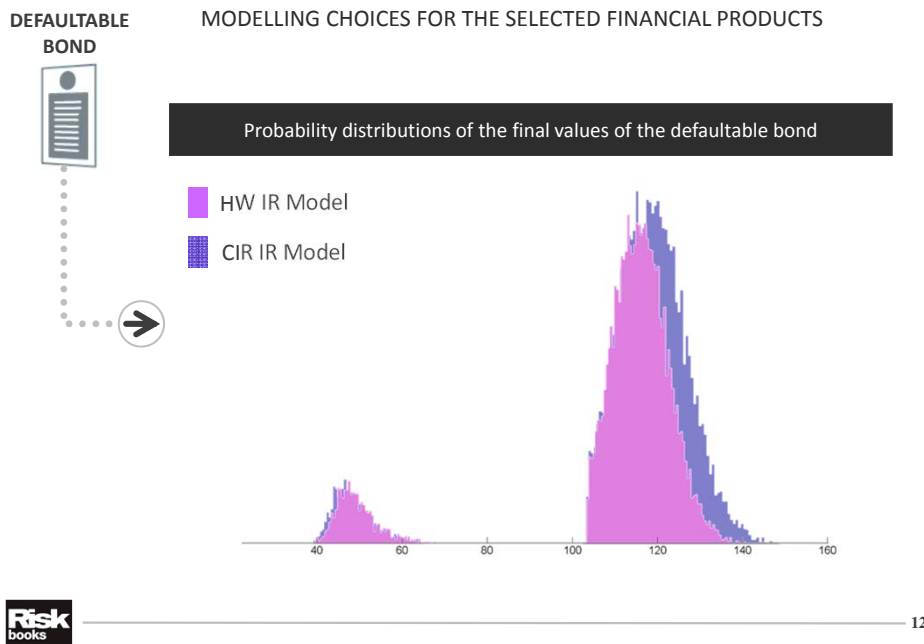 DEFAULTABLE
BOND
MODELLING CHOICES FOR THE SELECTED FINANCIAL PRODUCTS
Probability distributions of the final values of the defaultable bond
HW IR Model
CIR IR Model
40 60 80 100 120 140 160
Risk
books
12